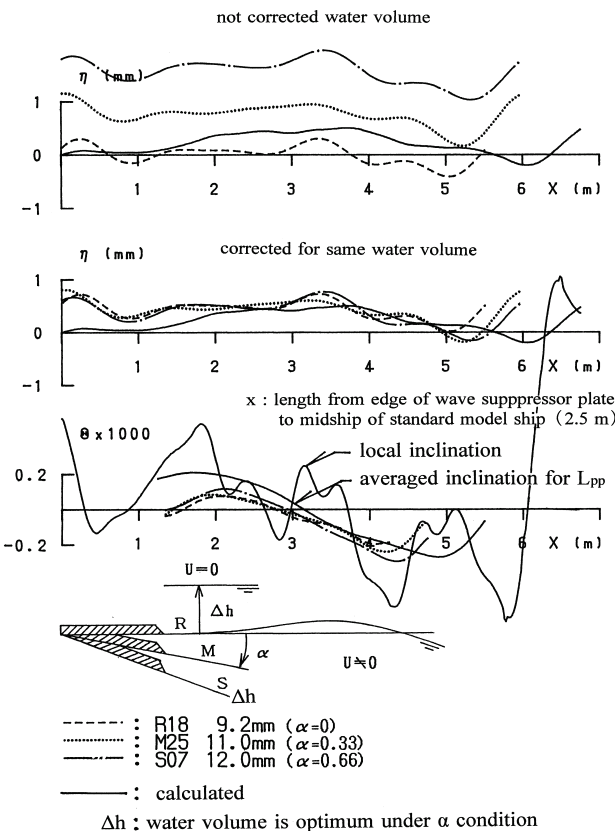 not corrected water volume
η (mm)
1
0
-1
1 2 3 4 5 6 X (m)
η (mm)
corrected for same water volume
1
0
-1
1 2 3 4 5 6 X (m)
x : length from edge of wave supppressor plate
to midship of standard model ship (2.5 m)
Θx1000
local inclination
averaged inclination for Lpp
0.2
-0.2
1 2 3 4 5 6 X (m)
U=0
Δh
R
M
α
U≒0
S
Δh
: R18 9.2mm (α=0)
: M25 11.0mm (α=0.33)
: S07 12.0mm (α=0.66)
: calculated
Δh : water volume is optimum under α condition